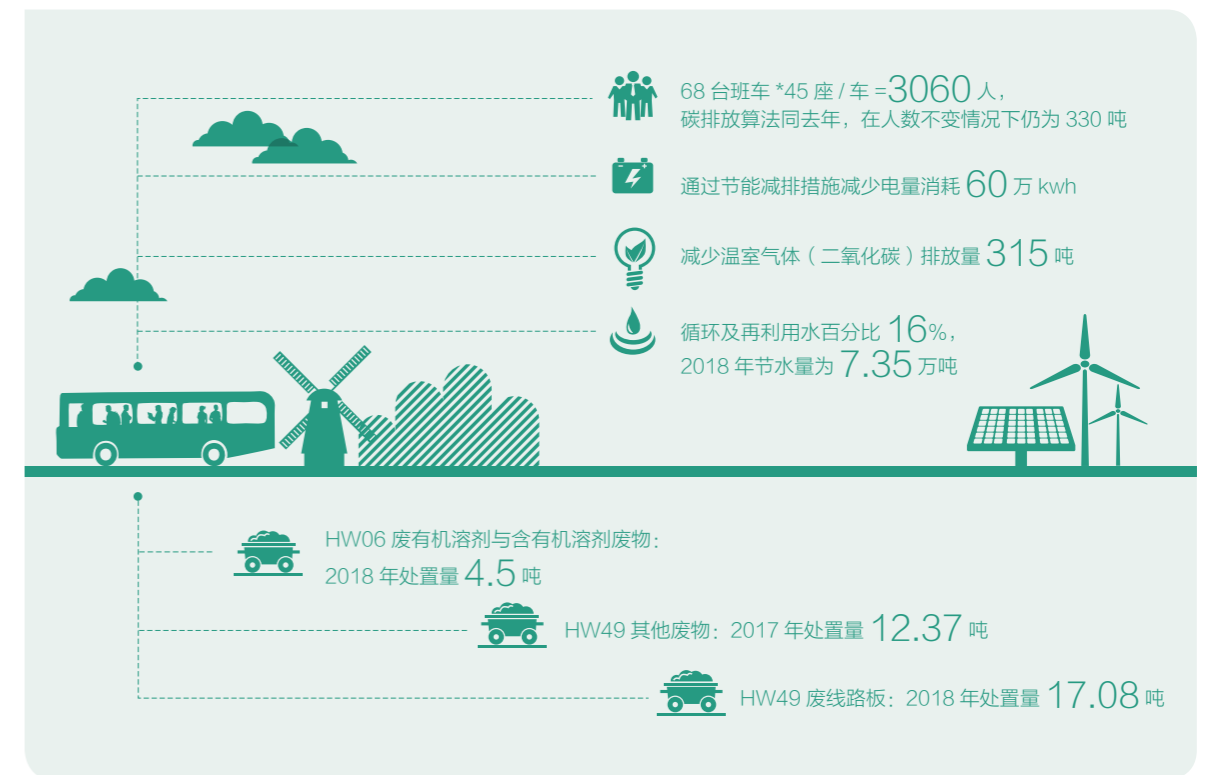 68 台班车 *45 座 / 车 =3060 人，
碳排放算法同去年，在人数不变情况下仍为 330 吨
通过节能减排措施减少电量消耗 60 万 kwh
减少温室气体（二氧化碳）排放量 315 吨
循环及再利用水百分比 16%，
2018 年节水量为 7.35 万吨
HW06 废有机溶剂与含有机溶剂废物：
2018 年处置量 4.5 吨
HW49 其他废物：2017 年处置量 12.37 吨
HW49 废线路板：2018 年处置量 17.08 吨